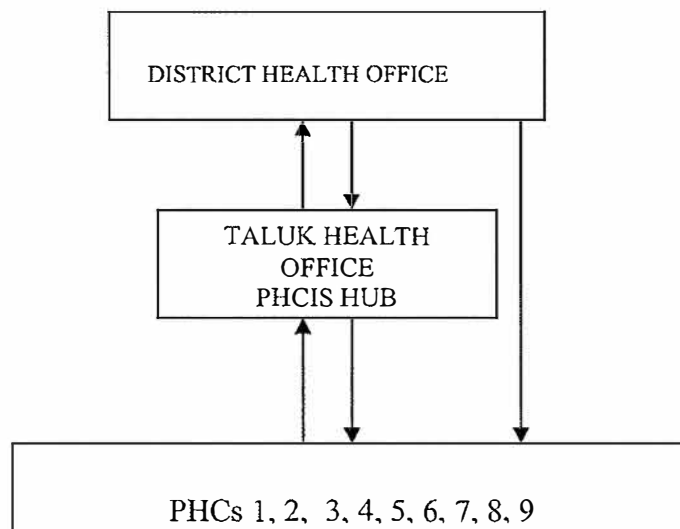 DISTRICT HEALTH OFFICE
TALUK HEALTH
OFFICE
PHCIS HUB
PHCs 1, 2, 3, 4, 5, 6, 7, 8, 9